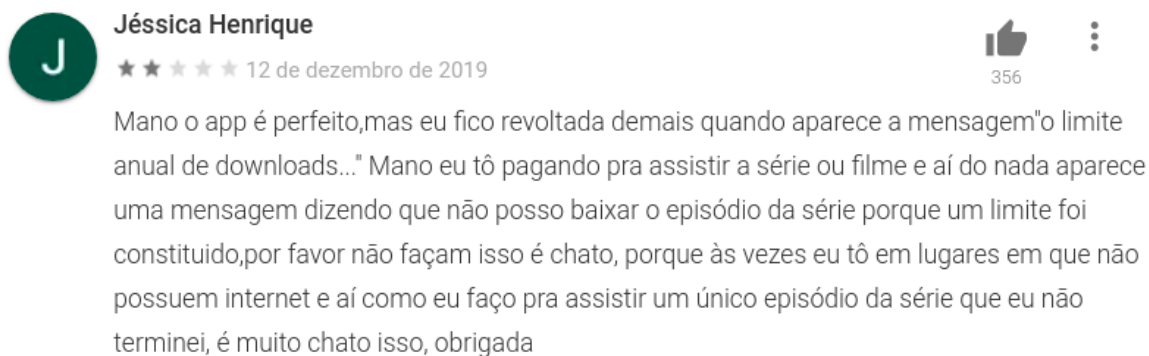 J
Jéssica Henrique
12 de dezembro de 2019
356
Mano o app é perfeito,mas eu fico revoltada demais quando aparece a mensagem"o limite
anual de downloads..." Mano eu tô pagando pra assistir a série ou filme e aí do nada aparece
uma mensagem dizendo que não posso baixar o episódio da série porque um limite foi
constituido,por favor não façam isso é chato, porque às vezes eu tô em lugares em que não
possuem internet e aí como eu faço pra assistir um único episódio da série que eu não
terminei, é muito chato isso, obrigada